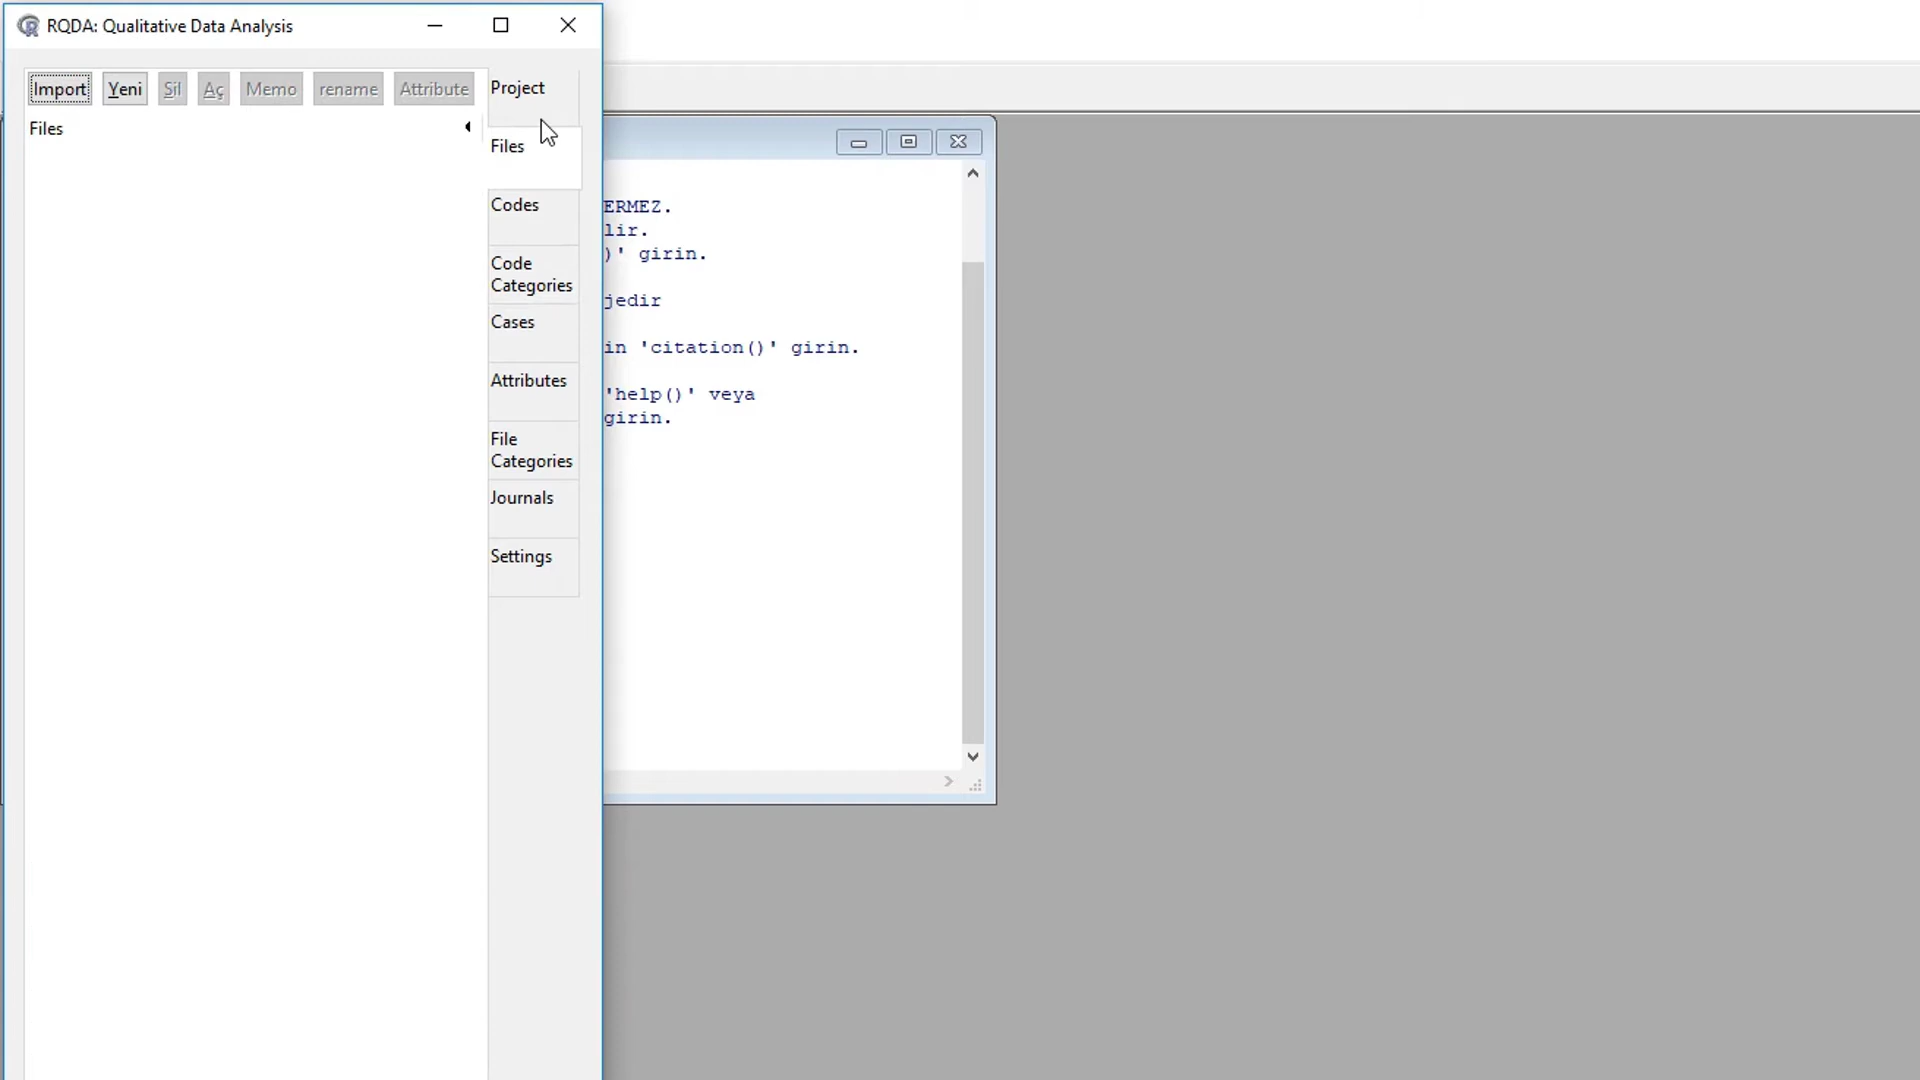 RQDA: Qualitative Data Analysis
Import Yeni Sil Aç Memo rename Attribute
Files
Project
Files
Codes
Code
Categories
Cases
Attributes
File
Categories
Journals
Settings
ERMEZ.
lir.
)' girin.
jedir
in 'citation()' girin.
'help()' veya
girin.